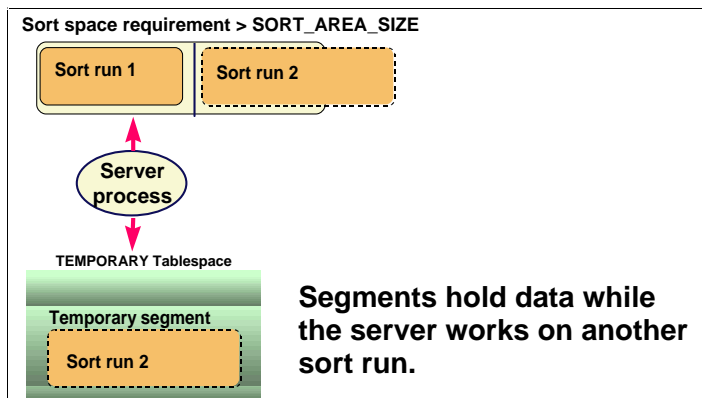 Sort space requirement > SORT_AREA_SIZE
Sort run 1
Sort run 2
Server
process
TEMPORARY Tablespace
Temporary segment
Sort run 2
Segments hold data while
the server works on another
sort run.